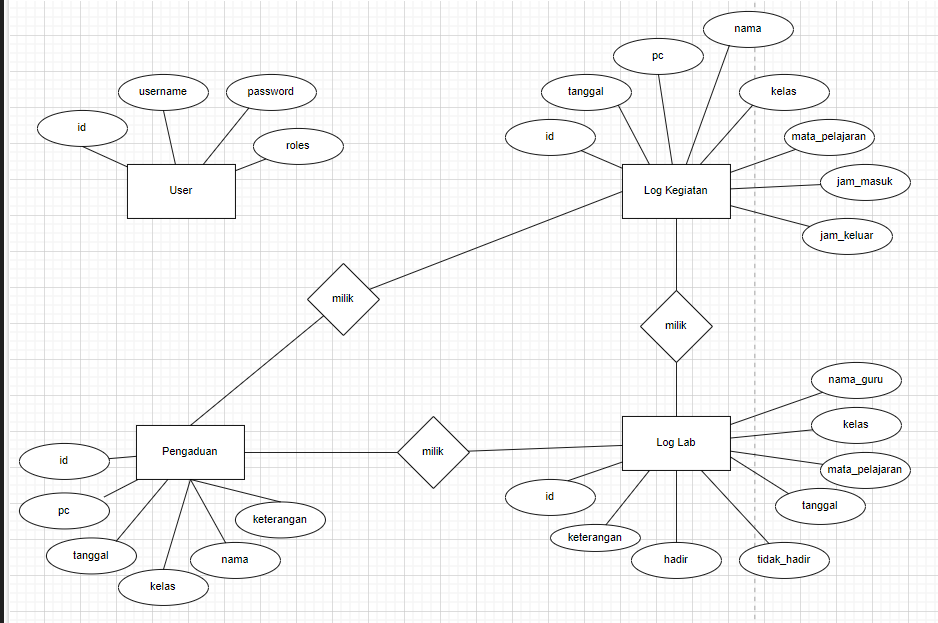 nama
pc
username
password
tanggal
kelas
id
id
mata_pelajaran
roles
jam_masuk
User
Log Kegiatan
jam_keluar
milik
milik
nama_guru
kelas
Log Lab
Pengaduan
milik
id
mata_pelajaran
id
tanggal
pc
keterangan
keterangan
tanggal
nama
hadir
tidak_hadir
kelas